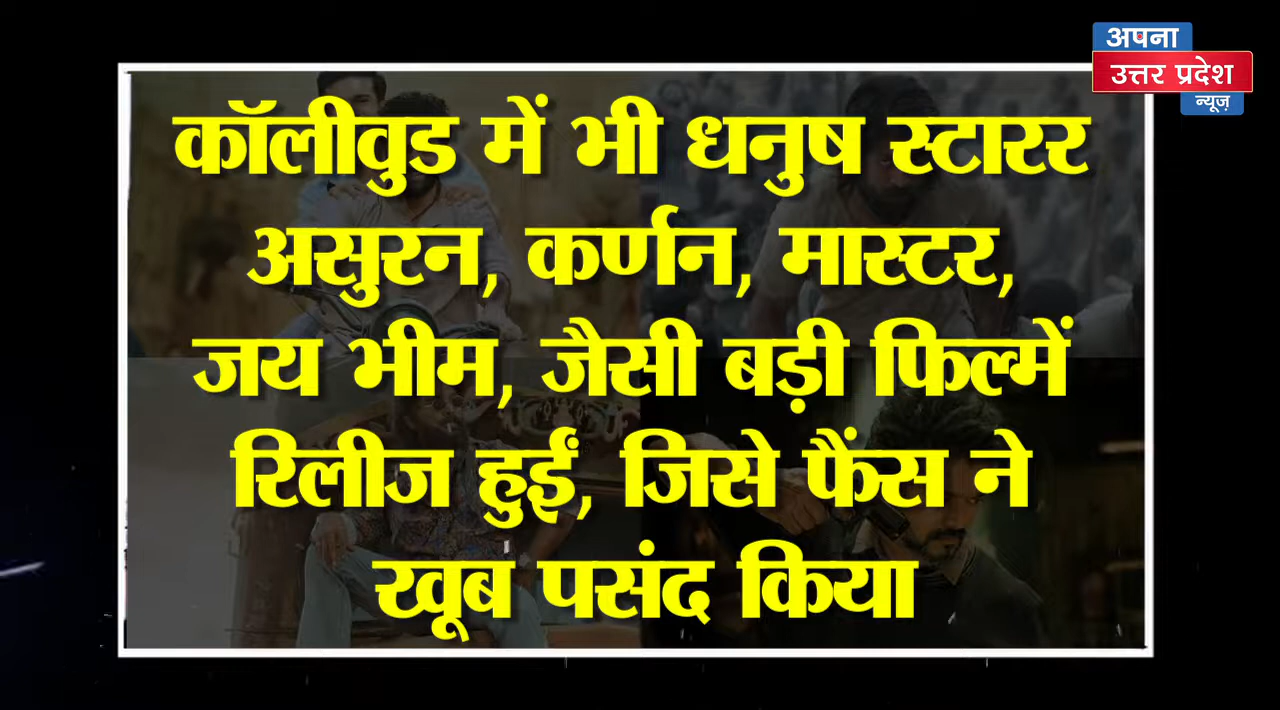 अपना
उत्तर प्रदेश
न्यूज़
कॉलीवुड में भी धनुष स्टारर
असुरन, कर्णन, मास्टर,
जय भीम, जैसी बड़ी फिल्में
रिलीज हुईं, जिसे फैंस ने
खूब पसंद किया